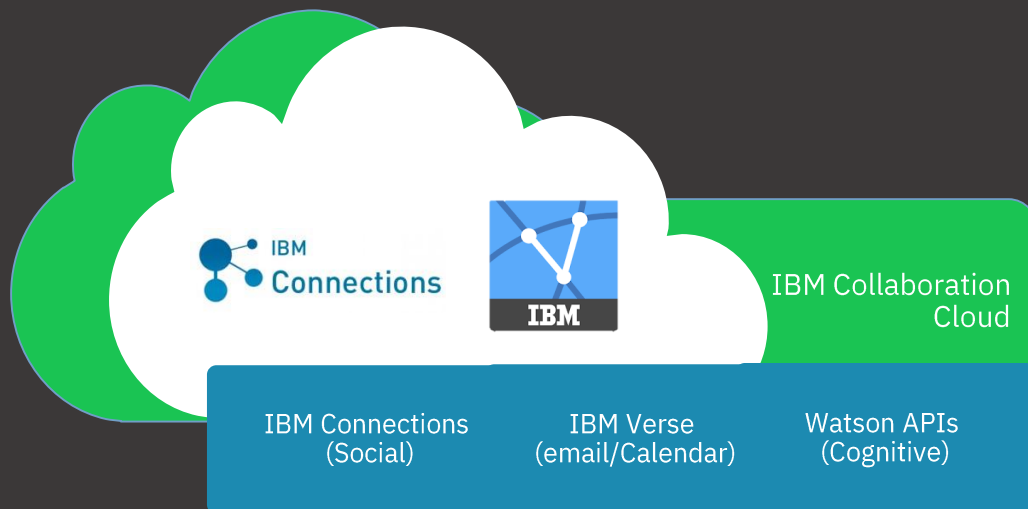 IBM
Connections
IBM
IBM Collaboration
Cloud
IBM Connections
(Social)
IBM Verse
(email/Calendar)
Watson APIs
(Cognitive)